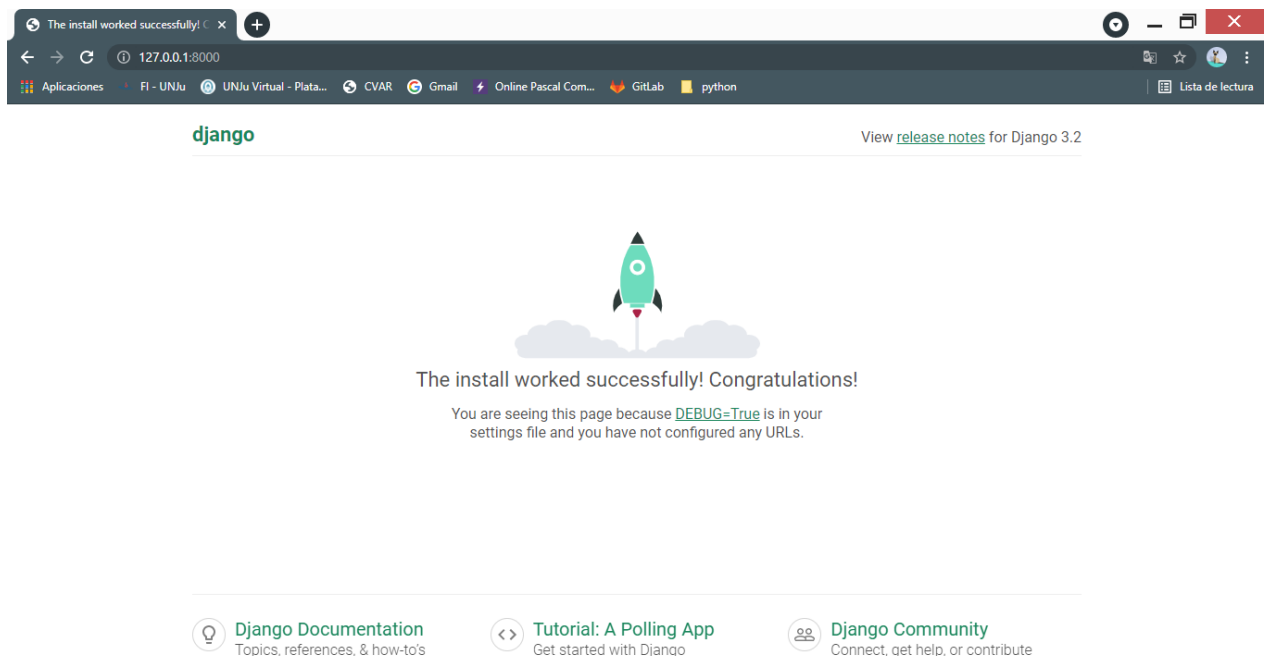 The install worked successfully! C
127.0.0.1:8000
Aplicaciones FI - UNJu UNJu Virtual - Plata... CVAR Gmail Online Pascal Com... GitLab python Lista de lectura
django
View release notes for Django 3.2
The install worked successfully! Congratulations!
You are seeing this page because DEBUG=True is in your
settings file and you have not configured any URLs.
Django Documentation
Topics, references, & how-to's
Tutorial: A Polling App
Get started with Django
Django Community
Connect, get help, or contribute